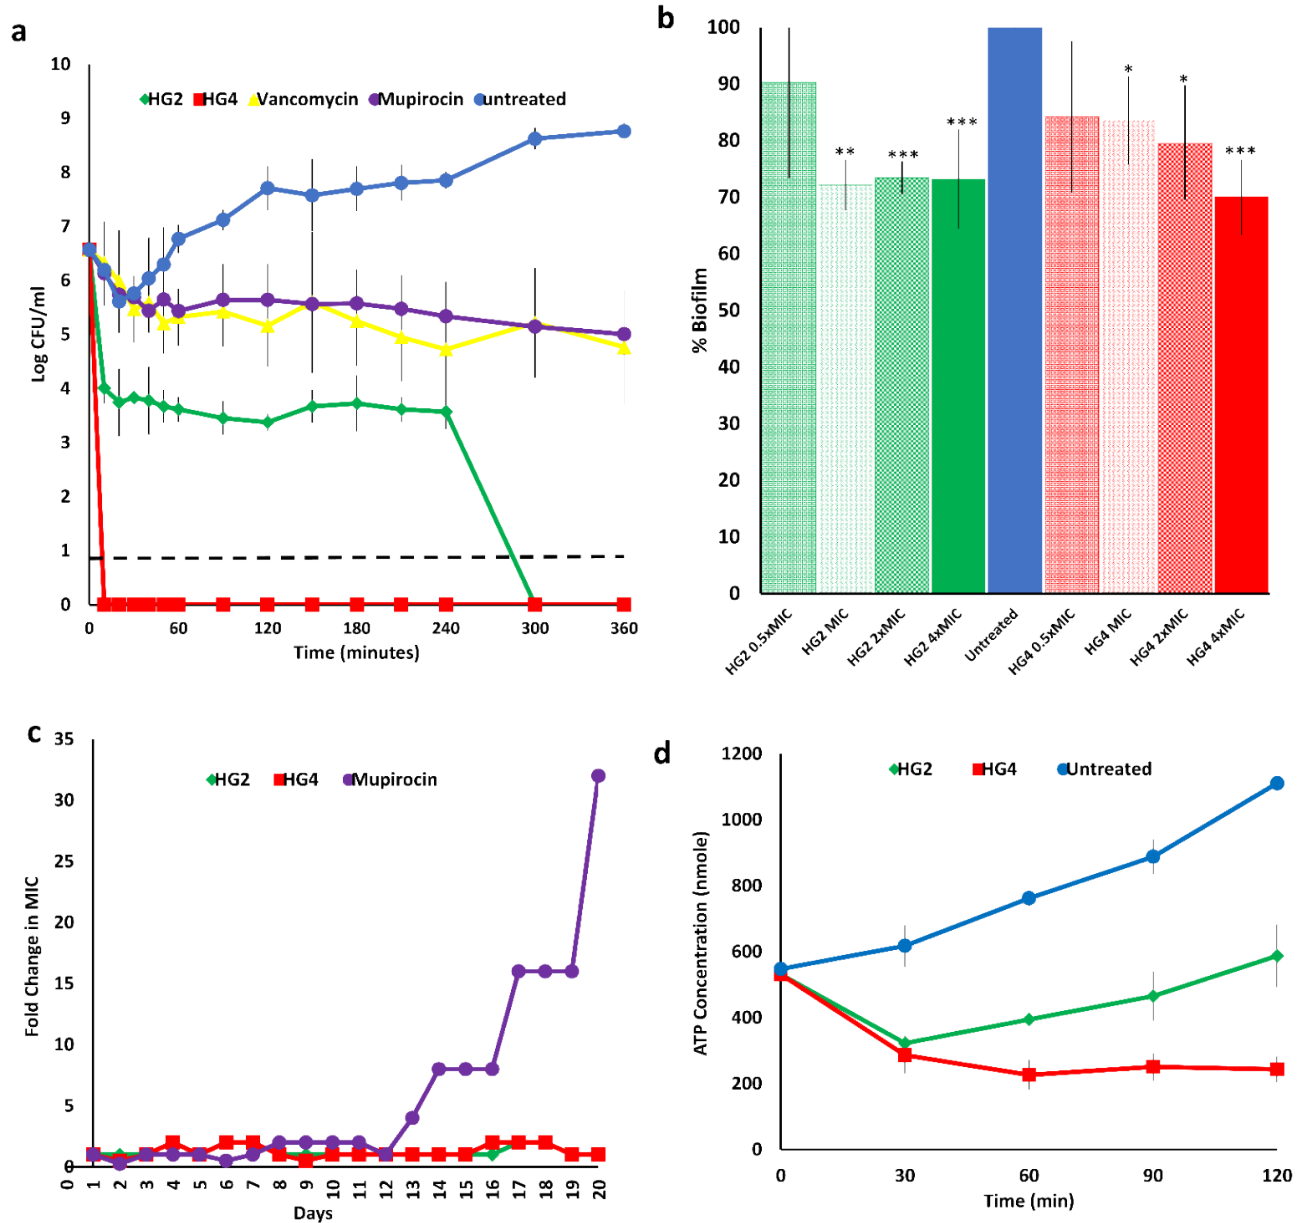 a
10
9
8
7
6
5
4
3
2
1
0
Log CFU/ml
HG2 HG4 Vancomycin Mupirocin untreated
0 60 120 180 240 300 360
Time (minutes)
b
100
90
80
70
60
50
40
30
20
10
0
% Biofilm
** *** *** * * ***
HG2 0.5xMIC
HG2 MIC
HG2 2xMIC
HG2 4xMIC
Untreated
HG4 0.5xMIC
HG4 MIC
HG4 2xMIC
HG4 4xMIC
c
35
30
25
20
15
10
5
0
Fold Change in MIC
HG2 HG4 Mupirocin
0 1 2 3 4 5 6 7 8 9 10 11 12 13 14 15 16 17 18 19 20
Days
d
1200
1000
800
600
400
200
0
ATP Concentration (nmole)
HG2 HG4 Untreated
0 30 60 90 120
Time (min)